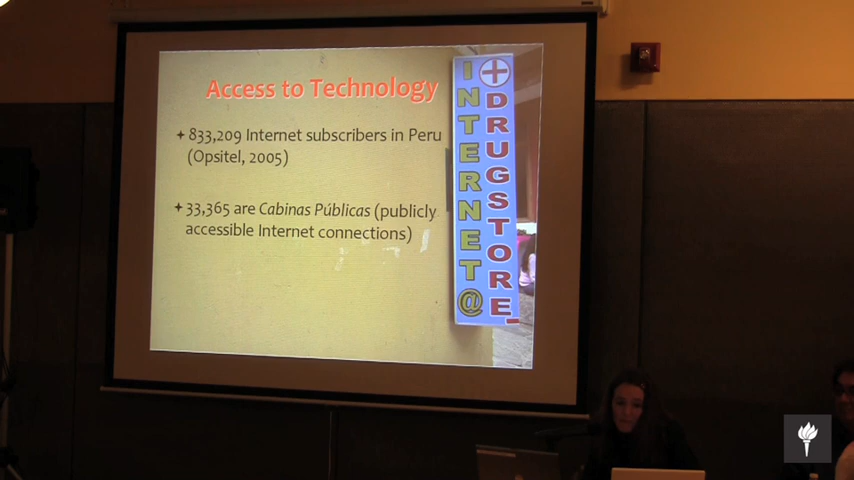 Access to Technology
+ 833,209 Internet subscribers in Peru
(Opsitel, 2005)
+ 33,365 are Cabinas Públicas (publicly
accessible Internet connections)
INTERNET@
DRUGSTORE